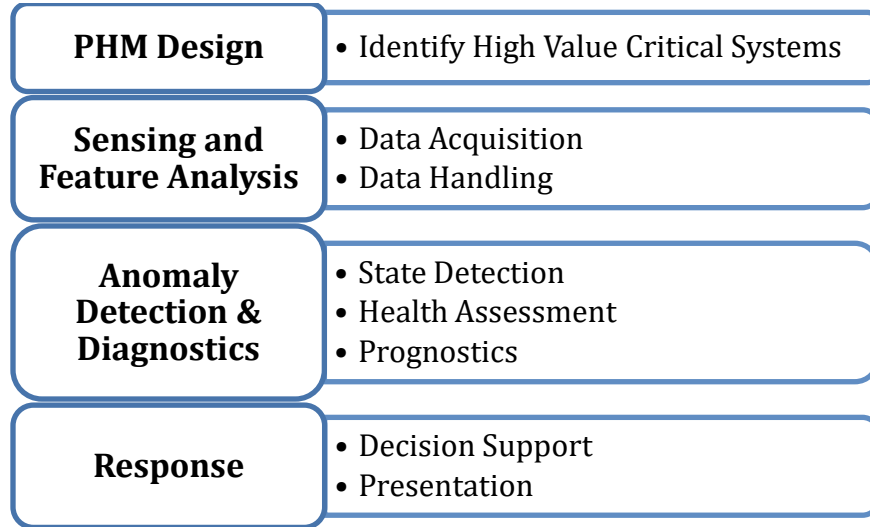 PHM Design
• Identify High Value Critical Systems
Sensing and
Feature Analysis
• Data Acquisition
• Data Handling
Anomaly
Detection &
Diagnostics
• State Detection
• Health Assessment
• Prognostics
Response
• Decision Support
• Presentation